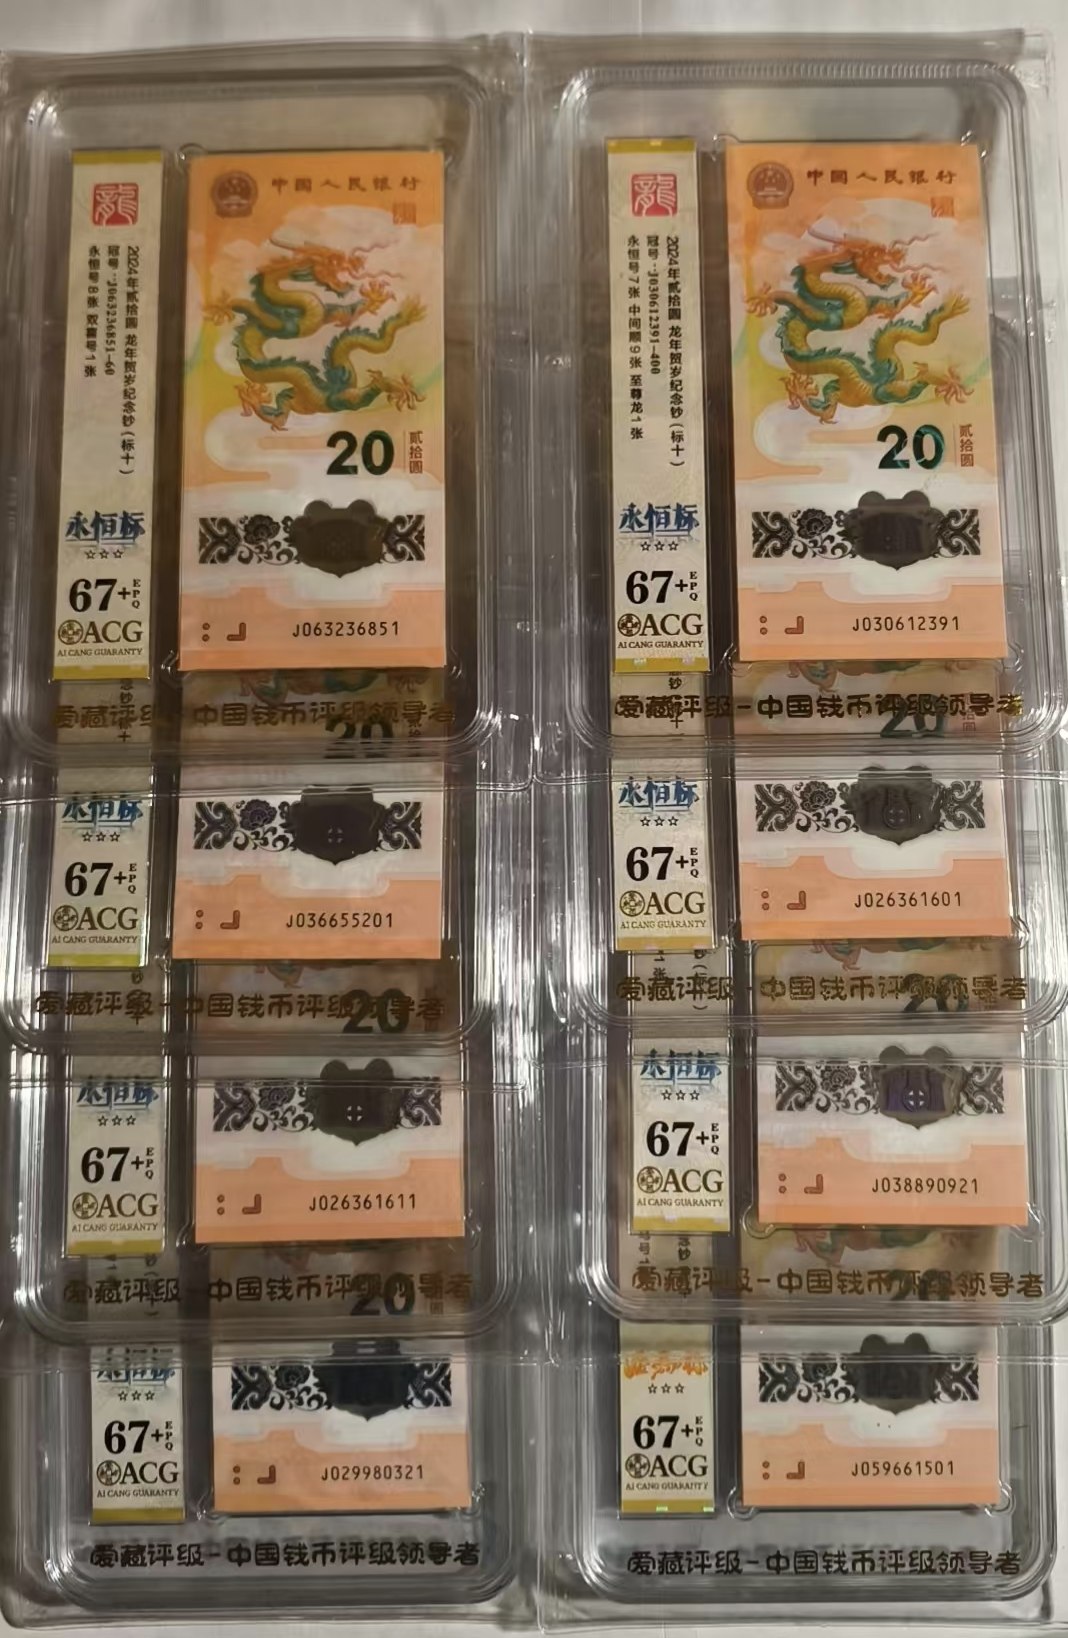 龍
2024年贰拾圆 龙年贺岁纪念钞(标十)
冠号:J063236851-60
永恒号8张 双喜号1张
永恒标
☆☆☆
67+EPQ
ACG
AI CANG GUARANTY
中国人民银行
20
贰拾圆
J063236851
爱藏评级-中国钱币评级领导者
龍
2024年贰拾圆 龙年贺岁纪念钞(标十)
冠号:J030612391-400
永恒号7张 中间顺9张 至尊龙1张
永恒标
☆☆☆
67+EPQ
ACG
AI CANG GUARANTY
中国人民银行
20
贰拾圆
J030612391
爱藏评级-中国钱币评级领导者
20
永恒标
☆☆☆
67+EPQ
ACG
AI CANG GUARANTY
J036655201
爱藏评级-中国钱币评级领导者
20
永恒标
☆☆☆
67+EPQ
ACG
AI CANG GUARANTY
J026361601
爱藏评级-中国钱币评级领导者
20
永恒标
☆☆☆
67+EPQ
ACG
AI CANG GUARANTY
J026361611
爱藏评级-中国钱币评级领导者
20
永恒标
☆☆☆
67+EPQ
ACG
AI CANG GUARANTY
J038890921
爱藏评级-中国钱币评级领导者
20
永恒标
☆☆☆
67+EPQ
ACG
AI CANG GUARANTY
J029980321
爱藏评级-中国钱币评级领导者
20
☆☆☆
67+EPQ
ACG
AI CANG GUARANTY
J059661501
爱藏评级-中国钱币评级领导者